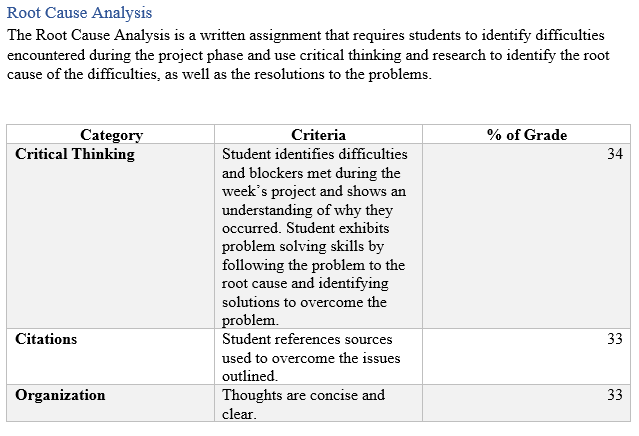 Root Cause Analysis
The Root Cause Analysis is a written assignment that requires students to identify difficulties
encountered during the project phase and use critical thinking and research to identify the root
cause of the difficulties, as well as the resolutions to the problems.
Category Criteria % of Grade
Critical Thinking Student identifies difficulties 34
and blockers met during the
week's project and shows an
understanding of why they
occurred. Student exhibits
problem solving skills by
following the problem to the
root cause and identifying
solutions to overcome the
problem.
Citations Student references sources 33
used to overcome the issues
outlined.
Organization Thoughts are concise and 33
clear.